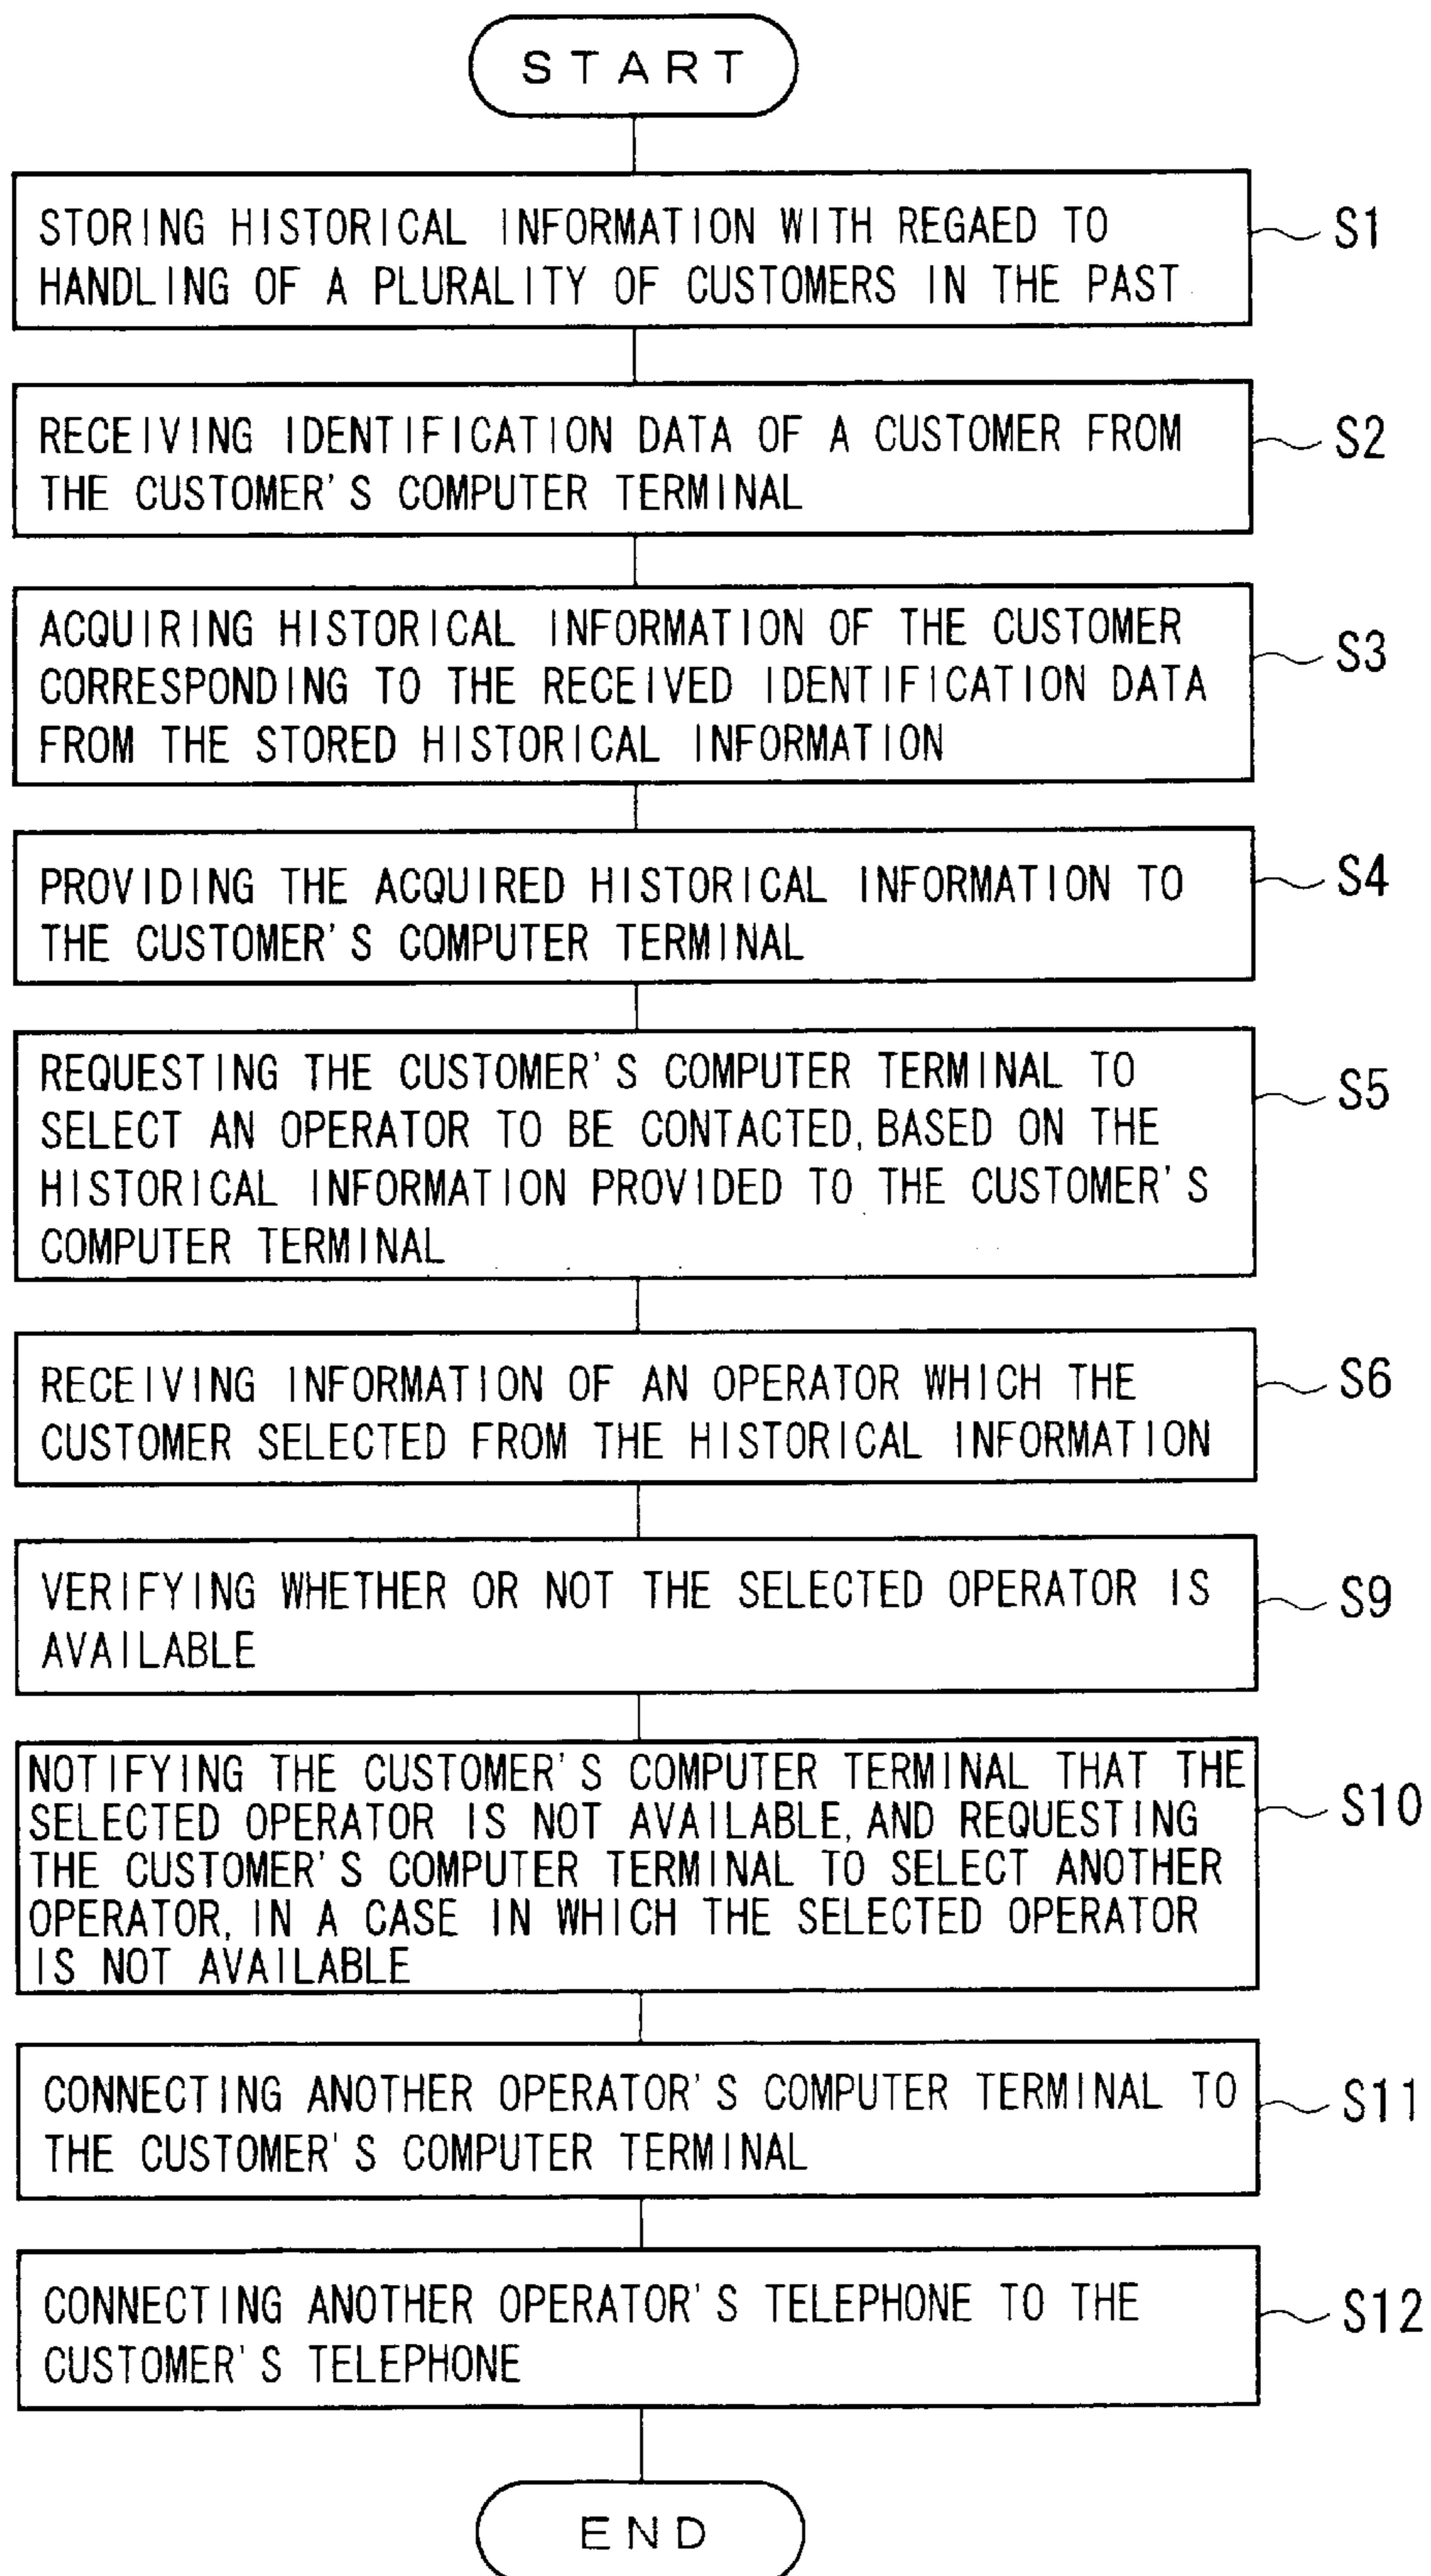 START
STORING HISTORICAL INFORMATION WITH REGAED TO
HANDLING OF A PLURALITY OF CUSTOMERS IN THE PAST
S1
RECEIVING IDENTIFICATION DATA OF A CUSTOMER FROM
THE CUSTOMER'S COMPUTER TERMINAL
S2
ACQUIRING HISTORICAL INFORMATION OF THE CUSTOMER
CORRESPONDING TO THE RECEIVED IDENTIFICATION DATA
FROM THE STORED HISTORICAL INFORMATION
S3
PROVIDING THE ACQUIRED HISTORICAL INFORMATION TO
THE CUSTOMER'S COMPUTER TERMINAL
S4
REQUESTING THE CUSTOMER'S COMPUTER TERMINAL TO
SELECT AN OPERATOR TO BE CONTACTED, BASED ON THE
HISTORICAL INFORMATION PROVIDED TO THE CUSTOMER'S
COMPUTER TERMINAL
S5
RECEIVING INFORMATION OF AN OPERATOR WHICH THE
CUSTOMER SELECTED FROM THE HISTORICAL INFORMATION
S6
VERIFYING WHETHER OR NOT THE SELECTED OPERATOR IS
AVAILABLE
S9
NOTIFYING THE CUSTOMER'S COMPUTER TERMINAL THAT THE
SELECTED OPERATOR IS NOT AVAILABLE, AND REQUESTING
THE CUSTOMER'S COMPUTER TERMINAL TO SELECT ANOTHER
OPERATOR, IN A CASE IN WHICH THE SELECTED OPERATOR
IS NOT AVAILABLE
S10
CONNECTING ANOTHER OPERATOR'S COMPUTER TERMINAL TO
THE CUSTOMER'S COMPUTER TERMINAL
S11
CONNECTING ANOTHER OPERATOR'S TELEPHONE TO THE
CUSTOMER'S TELEPHONE
S12
END